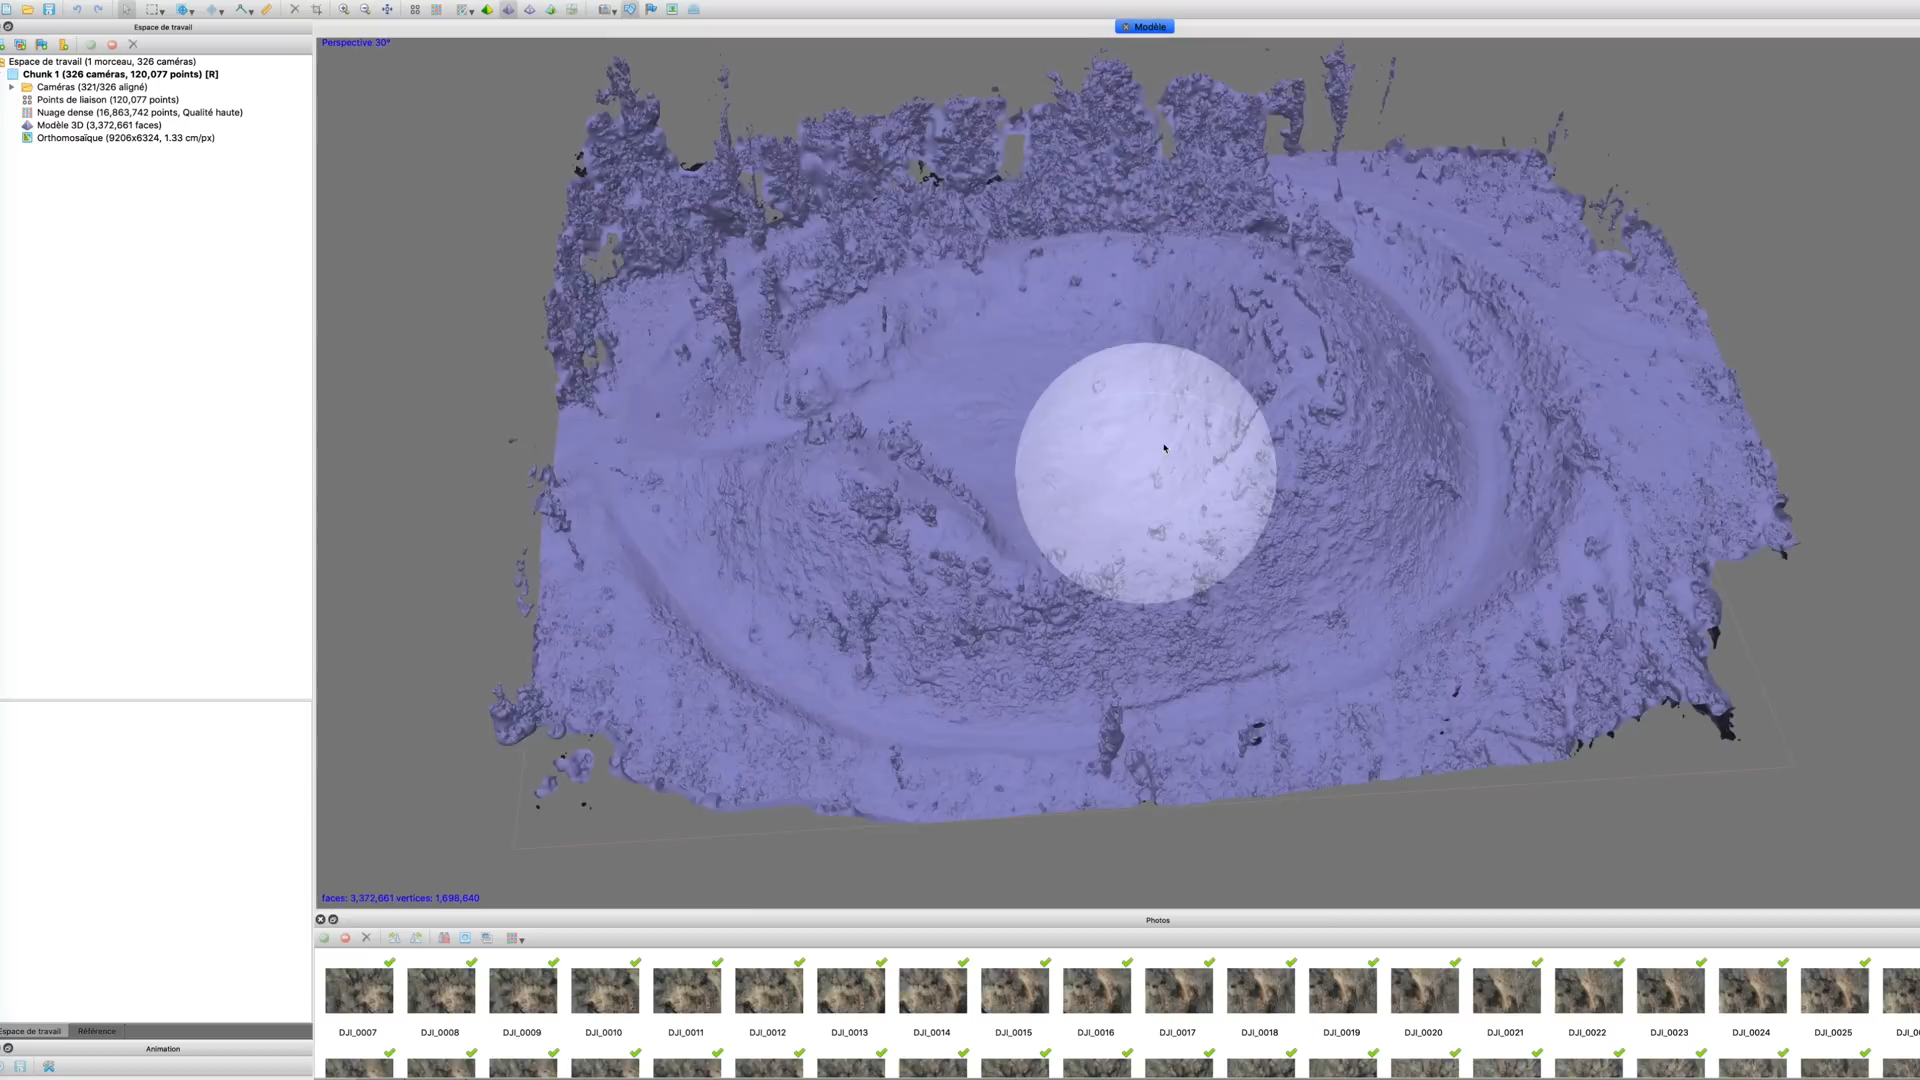 Espace de travail
Modèle
Perspective 30°
Espace de travail (1 morceau, 326 caméras)
Chunk 1 (326 caméras, 120,077 points) [R]
Caméras (321/326 aligné)
Points de liaison (120,077 points)
Nuage dense (16,863,742 points, Qualité haute)
Modèle 3D (3,372,661 faces)
Orthomosaïque (9206x6324, 1.33 cm/px)
faces: 3,372,661 vertices: 1,698,640
Photos
DJI_0007 DJI_0008 DJI_0009 DJI_0010 DJI_0011 DJI_0012 DJI_0013 DJI_0014 DJI_0015 DJI_0016 DJI_0017 DJI_0018 DJI_0019 DJI_0020 DJI_0021 DJI_0022 DJI_0023 DJI_0024 DJI_0025
Espace de travail Référence
Animation